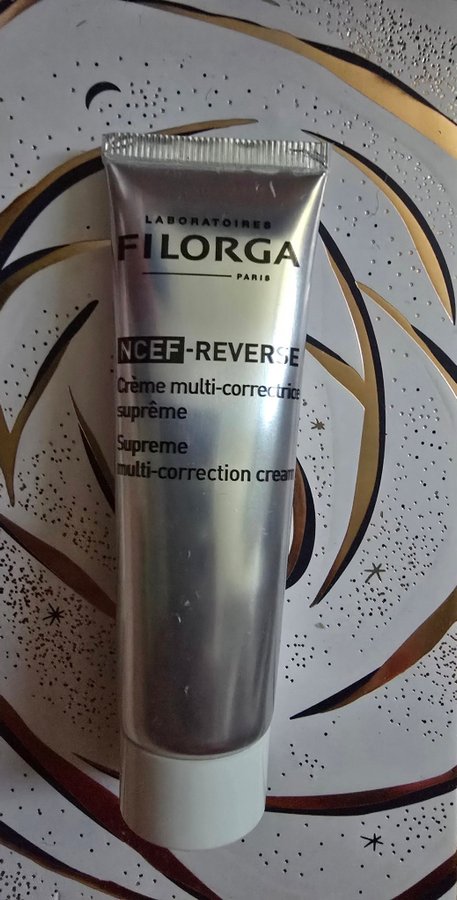 LABORATOIRES
FILORGA
PARIS
NCEF-REVERSE
Crème multi-correctrice
suprême
Supreme
multi-correction cream